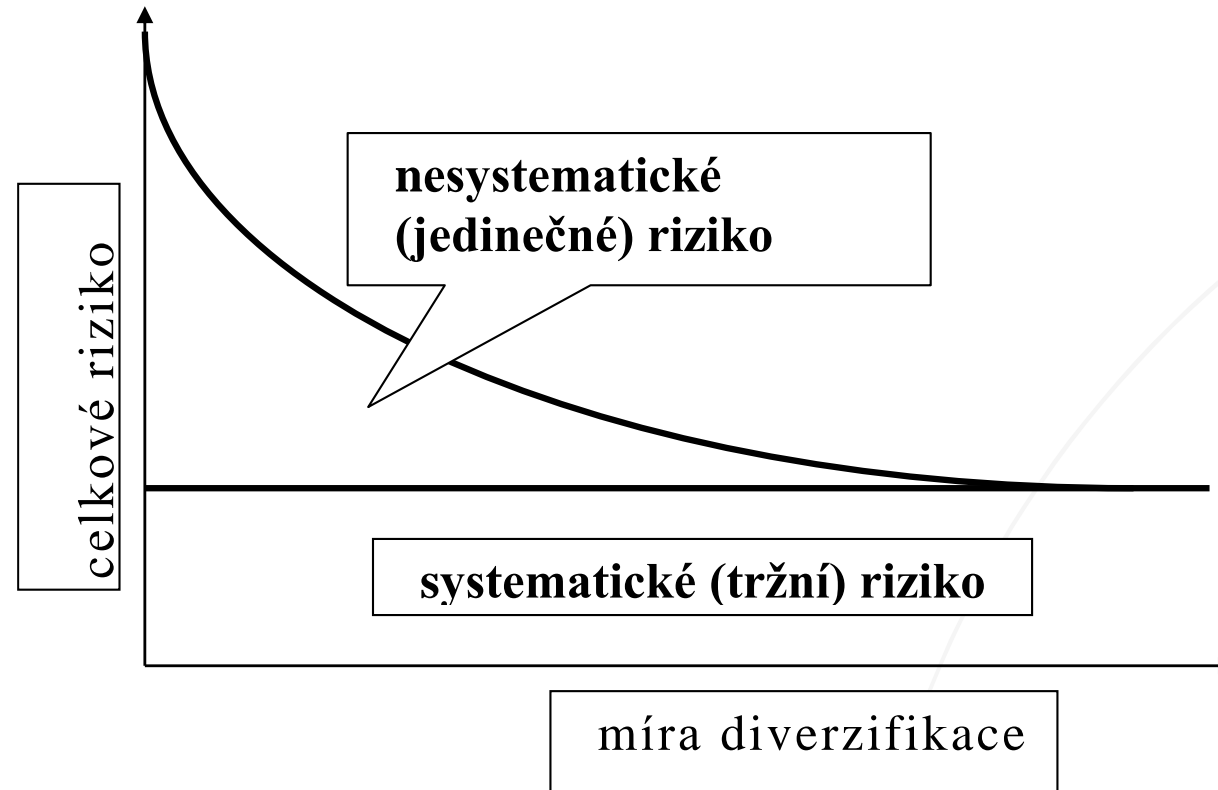 nesystematické
(jedinečné) riziko
celkové riziko
systematické (tržní) riziko
míra diverzifikace